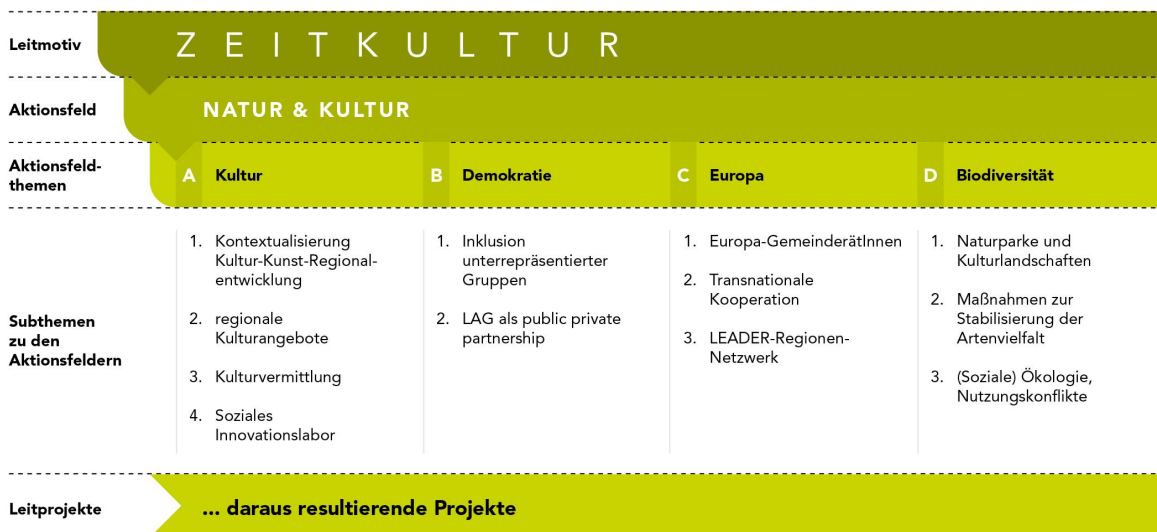 Leitmotiv
ZEITKULTUR
Aktionsfeld
NATUR & KULTUR
Aktionsfeld-
themen
A Kultur
B Demokratie
C Europa
D Biodiversität
Subthemen
zu den
Aktionsfeldern
1. Kontextualisierung
Kultur-Kunst-Regional-
entwicklung
2. regionale
Kulturangebote
3. Kulturvermittlung
4. Soziales
Innovationslabor
1. Inklusion
unterrepräsentierter
Gruppen
2. LAG als public private
partnership
1. Europa-GemeinderätInnen
2. Transnationale
Kooperation
3. LEADER-Regionen-
Netzwerk
1. Naturparke und
Kulturlandschaften
2. Maßnahmen zur
Stabilisierung der
Artenvielfalt
3. (Soziale) Ökologie,
Nutzungskonflikte
Leitprojekte
... daraus resultierende Projekte